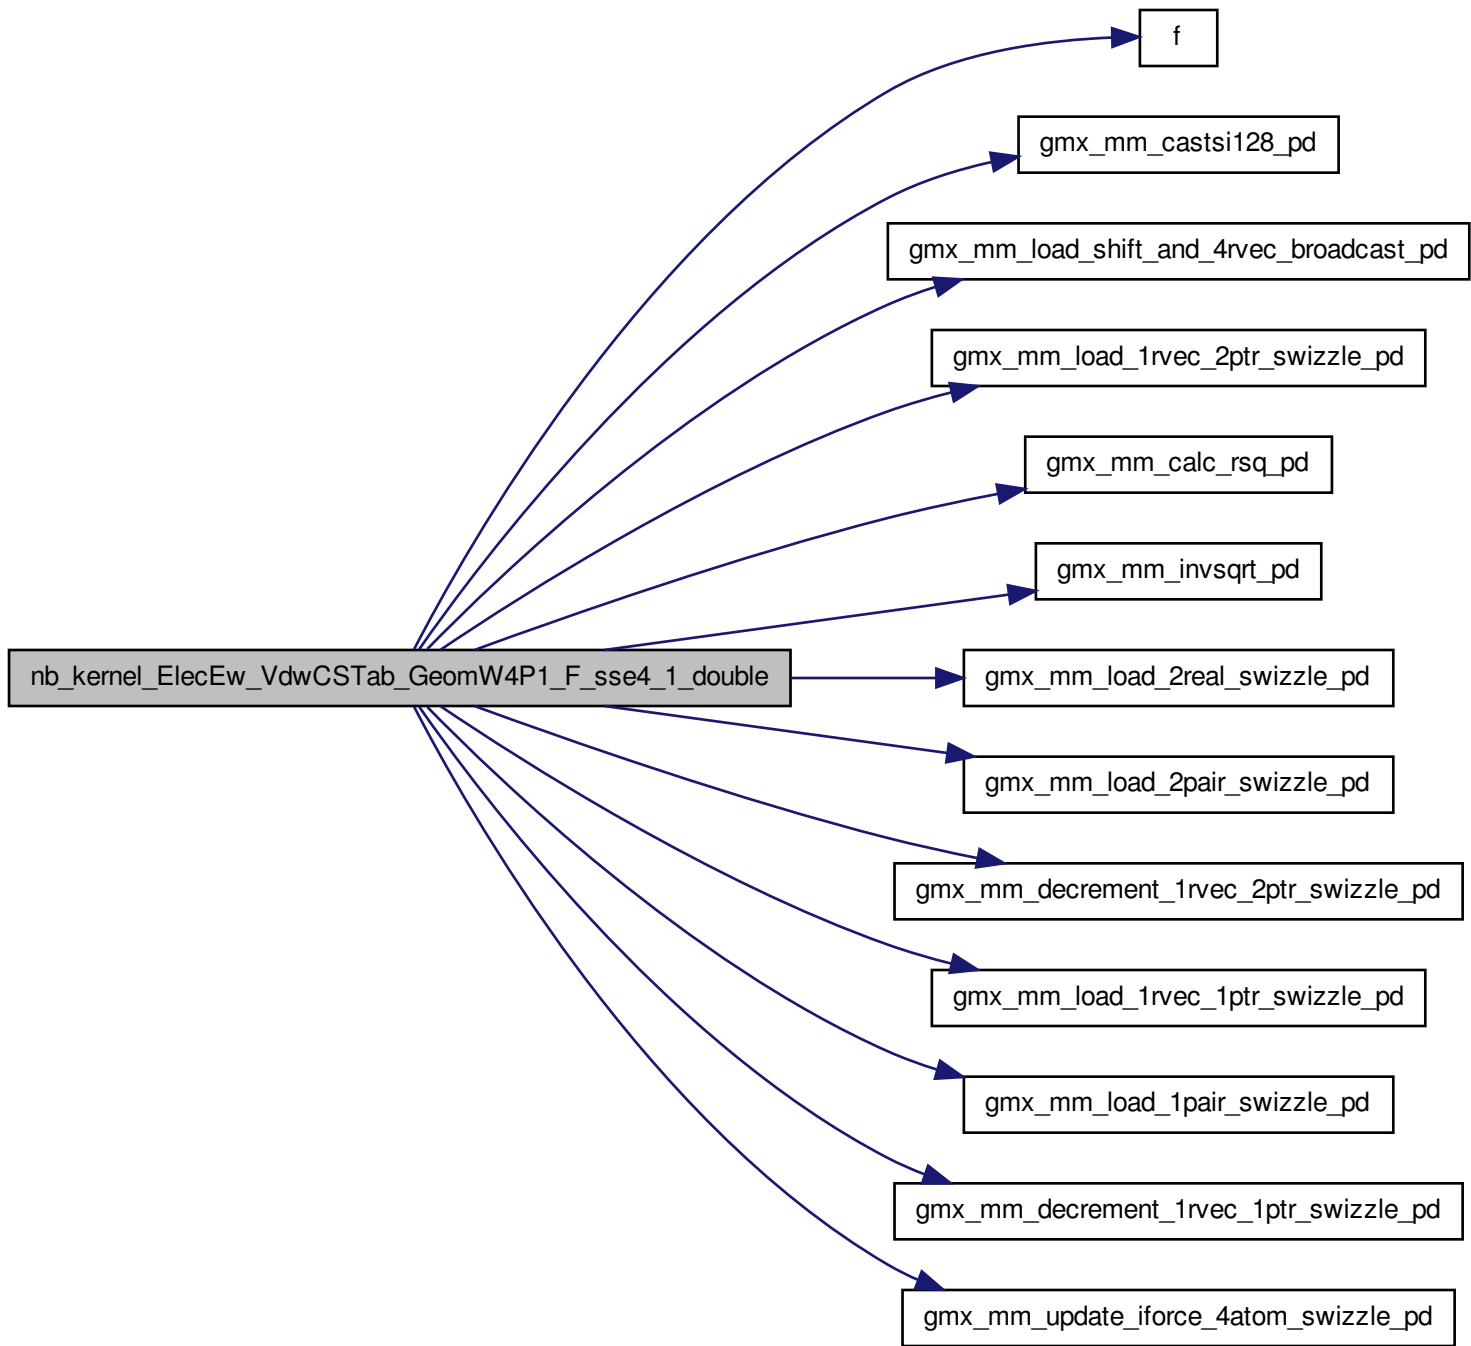 f
gmx_mm_castsi128_pd
gmx_mm_load_shift_and_4rvec_broadcast_pd
gmx_mm_load_1rvec_2ptr_swizzle_pd
gmx_mm_calc_rsq_pd
gmx_mm_invsqrt_pd
nb_kernel_ElecEw_VdwCSTab_GeomW4P1_F_sse4_1_double
gmx_mm_load_2real_swizzle_pd
gmx_mm_load_2pair_swizzle_pd
gmx_mm_decrement_1rvec_2ptr_swizzle_pd
gmx_mm_load_1rvec_1ptr_swizzle_pd
gmx_mm_load_1pair_swizzle_pd
gmx_mm_decrement_1rvec_1ptr_swizzle_pd
gmx_mm_update_iforce_4atom_swizzle_pd